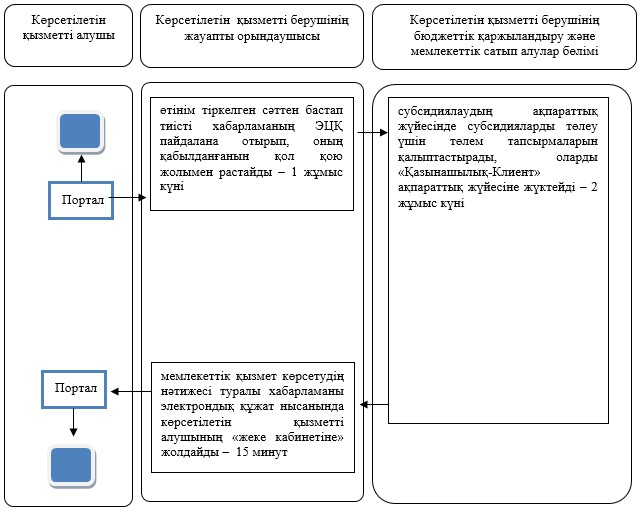 Көрсетілетін
қызметті алушы
Көрсетілетін қызметті берушінің
жауапты орындаушысы
Көрсетілетін қызметті берушінің
бюджеттік қаржыландыру және
мемлекеттік сатып алулар бөлімі
өтінім тіркелген сәттен бастап
тиісті хабарламаның ЭЦҚ
пайдалана отырып, оның
қабылданғанын қол қою
жолымен растайды – 1 жұмыс
күні
субсидиялаудың ақпараттық
жүйесінде субсидияларды төлеу
үшін төлем тапсырмаларын
қалыптастырады, оларды
«Қазынашылық-Клиент»
ақпараттық жүйесіне жүктейді – 2
жұмыс күні
Портал
мемлекеттік қызмет көрсетудің
нәтижесі туралы хабарламаны
электрондық құжат нысанында
көрсетілетін қызметті
алушының «жеке кабинетіне»
жолдайды – 15 минут
Портал